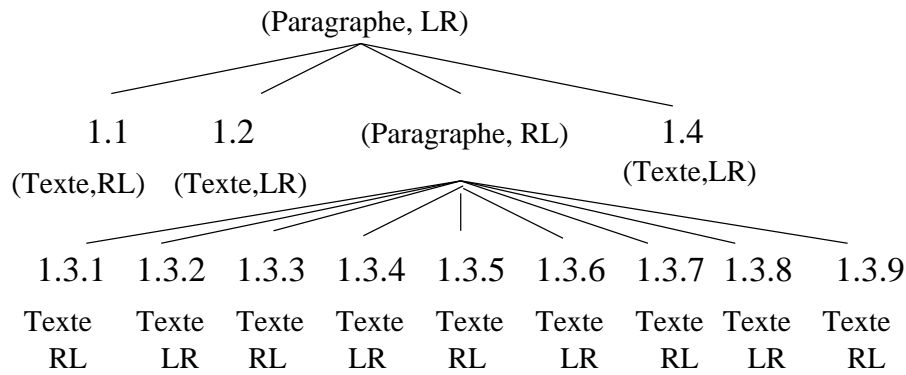 (Paragraphe, LR)
1.1 1.2 (Paragraphe, RL) 1.4
(Texte,RL) (Texte,LR) (Texte,LR)
1.3.1 1.3.2 1.3.3 1.3.4 1.3.5 1.3.6 1.3.7 1.3.8 1.3.9
Texte Texte Texte Texte Texte Texte Texte Texte Texte
RL LR RL LR RL LR RL LR RL